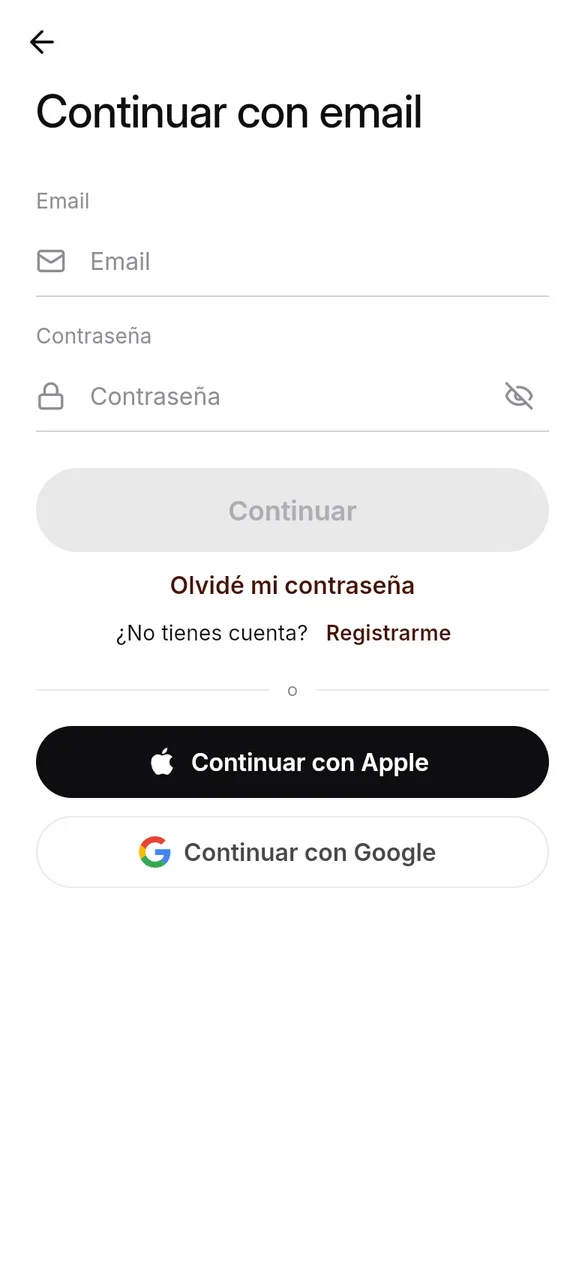 Continuar con email
Email
Email
Contraseña
Contraseña
Continuar
Olvidé mi contraseña
¿No tienes cuenta? Registrarme
o
Continuar con Apple
Continuar con Google